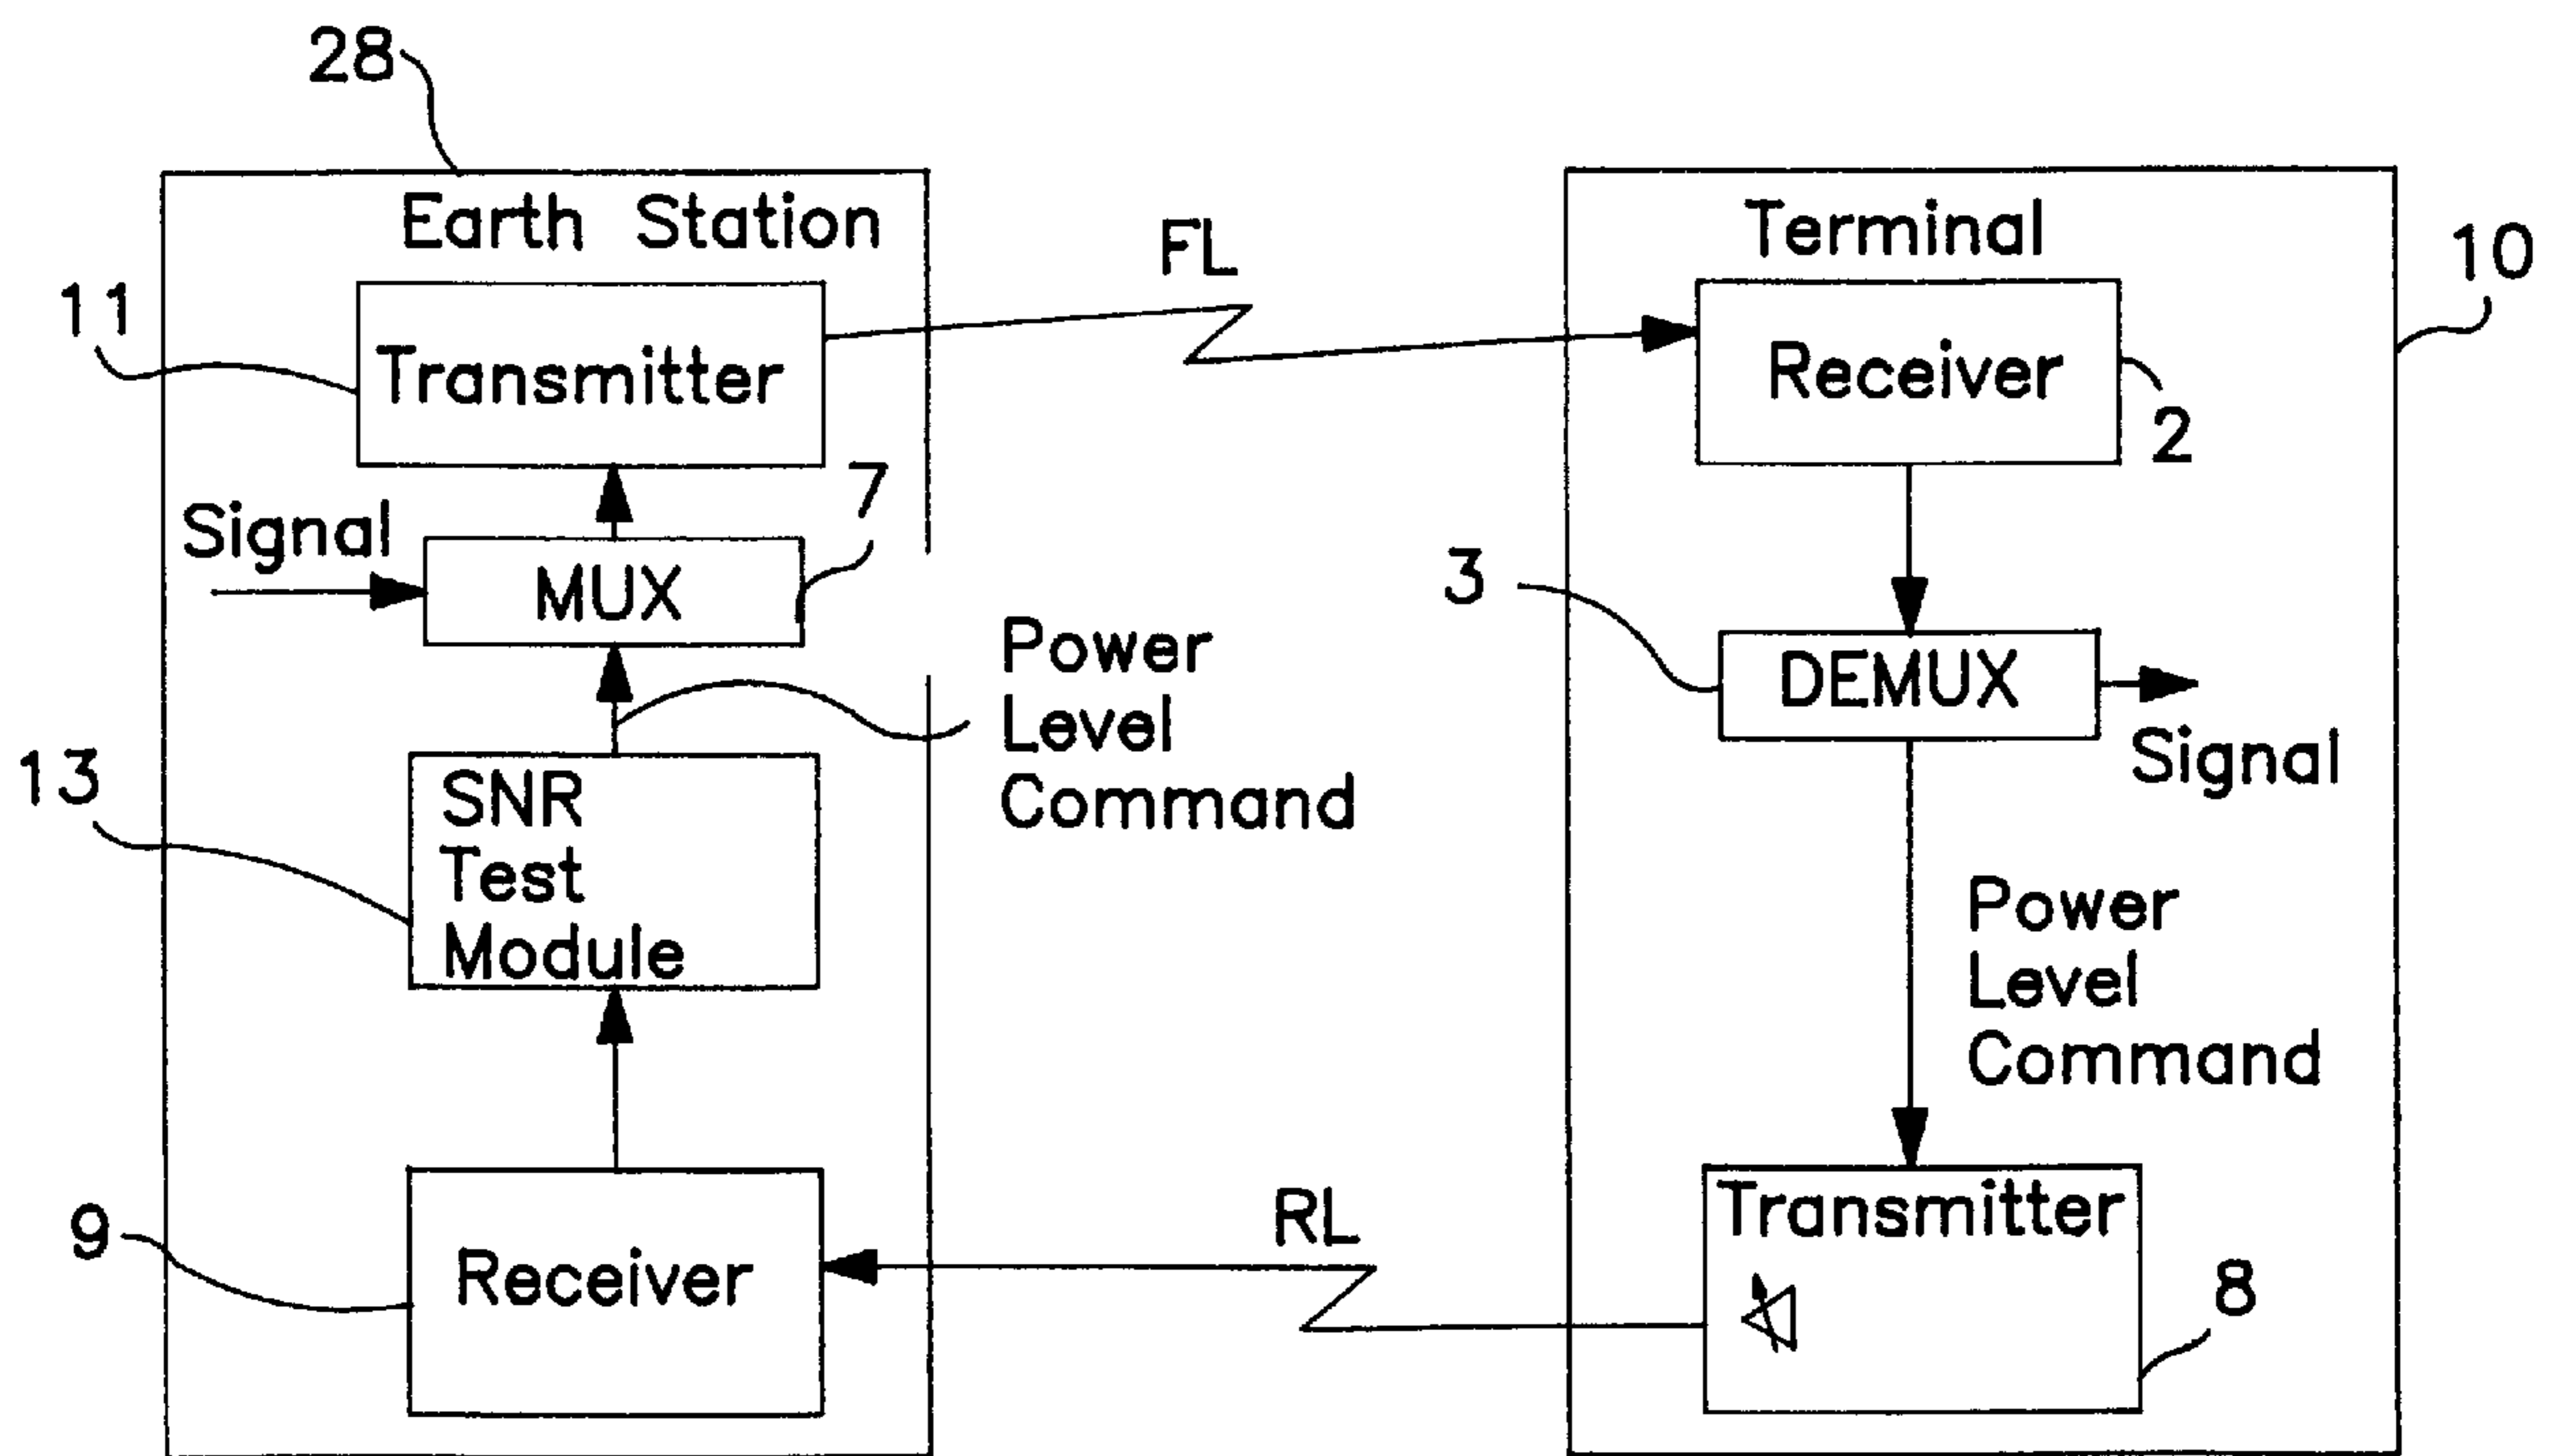 28
Earth Station
Terminal
FL
10
11
Transmitter
Receiver
2
7
Signal
MUX
3
Power
Level
Command
DEMUX
Signal
13
SNR
Test
Module
Power
Level
Command
9
Receiver
RL
Transmitter
8